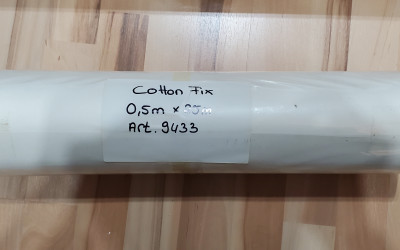 Cotton Fix
0,5m ×
Art. 9433